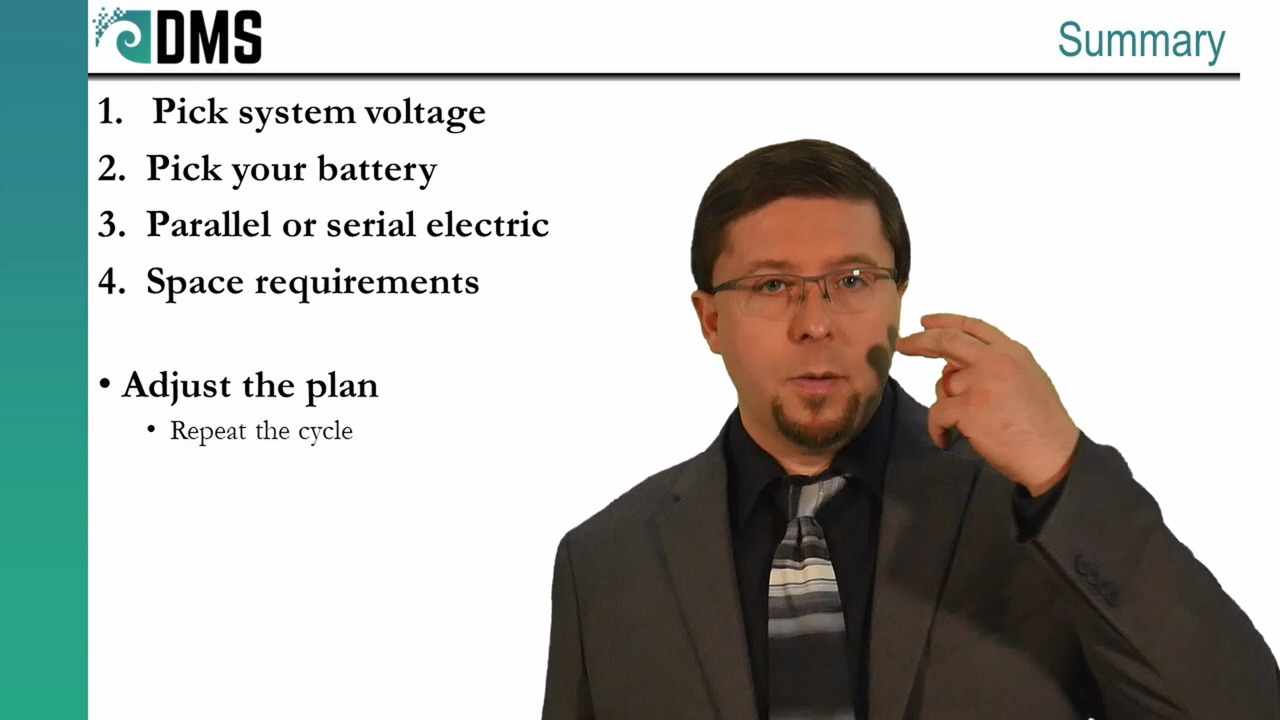 DMS
Summary
1. Pick system voltage
2. Pick your battery
3. Parallel or serial electric
4. Space requirements
• Adjust the plan
• Repeat the cycle